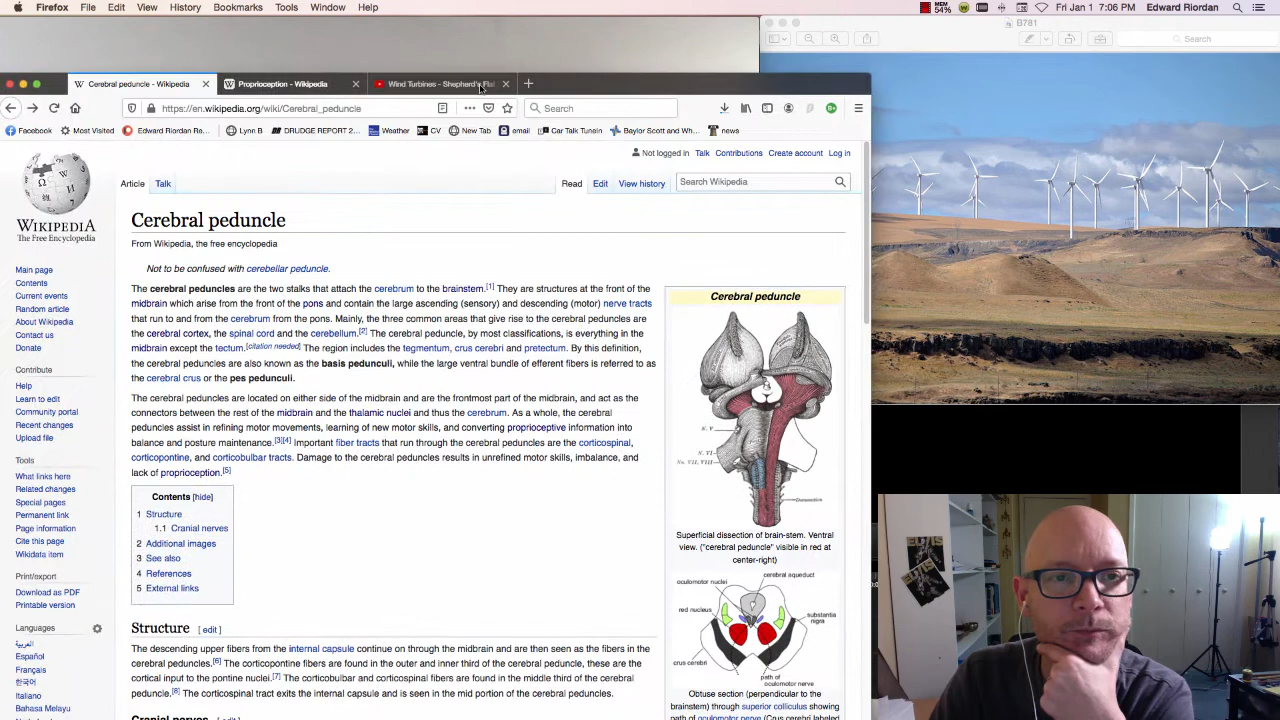 Firefox File Edit View History Bookmarks Tools Window Help MEM 54% Fri Jan 1 7:06 PM Edward Riordan
B781
Search
Cerebral peduncle - Wikipedia Proprioception - Wikipedia Wind Turbines - Shepherd's Flat
https://en.wikipedia.org/wiki/Cerebral_peduncle Search
Facebook Most Visited Edward Riordan Re... Lynn B DRUDGE REPORT 2... Weather CV New Tab email Car Talk Tunein Baylor Scott and Wh... news
Not logged in Talk Contributions Create account Log in
Article Talk Read Edit View history Search Wikipedia
WIKIPEDIA
The Free Encyclopedia
Main page
Contents
Current events
Random article
About Wikipedia
Contact us
Donate
Contribute
Help
Learn to edit
Community portal
Recent changes
Upload file
Tools
What links here
Related changes
Special pages
Permanent link
Page information
Cite this page
Wikidata item
Print/export
Download as PDF
Printable version
Languages
العربية
Español
Français
한국어
Italiano
Bahasa Melayu
Nederlands
Cerebral peduncle
From Wikipedia, the free encyclopedia
Not to be confused with cerebellar peduncle.
The cerebral peduncles are the two stalks that attach the cerebrum to the brainstem.[1] They are structures at the front of the
midbrain which arise from the front of the pons and contain the large ascending (sensory) and descending (motor) nerve tracts
that run to and from the cerebrum from the pons. Mainly, the three common areas that give rise to the cerebral peduncles are
the cerebral cortex, the spinal cord and the cerebellum.[2] The cerebral peduncle, by most classifications, is everything in the
midbrain except the tectum.[citation needed] The region includes the tegmentum, crus cerebri and pretectum. By this definition,
the cerebral peduncles are also known as the basis pedunculi, while the large ventral bundle of efferent fibers is referred to as
the cerebral crus or the pes pedunculi.
The cerebral peduncles are located on either side of the midbrain and are the frontmost part of the midbrain, and act as the
connectors between the rest of the midbrain and the thalamic nuclei and thus the cerebrum. As a whole, the cerebral
peduncles assist in refining motor movements, learning of new motor skills, and converting proprioceptive information into
balance and posture maintenance.[3][4] Important fiber tracts that run through the cerebral peduncles are the corticospinal,
corticopontine, and corticobulbar tracts. Damage to the cerebral peduncles results in unrefined motor skills, imbalance, and
lack of proprioception.[5]
Contents [hide]
1 Structure
1.1 Cranial nerves
2 Additional images
3 See also
4 References
5 External links
Structure [ edit ]
The descending upper fibers from the internal capsule continue on through the midbrain and are then seen as the fibers in the
cerebral peduncles.[6] The corticopontine fibers are found in the outer and inner third of the cerebral peduncle, these are the
cortical input to the pontine nuclei.[7] The corticobulbar and corticospinal fibers are found in the middle third of the cerebral
peduncle.[8] The corticospinal tract exits the internal capsule and is seen in the mid portion of the cerebral peduncles.
Cranial nerves [ edit ]
Cerebral peduncle
N. V
N. VI
Nn. VII, VIII
Decussation
Superficial dissection of brain-stem. Ventral
view. ("cerebral peduncle" visible in red at
center-right)
oculomotor nuclei
cerebral aqueduct
red nucleus
substantia
nigra
crus cerebri
path of
oculomotor nerve
Obtuse section (perpendicular to the
brainstem) through superior colliculus showing
path of oculomotor nerve (Crus cerebri labeled